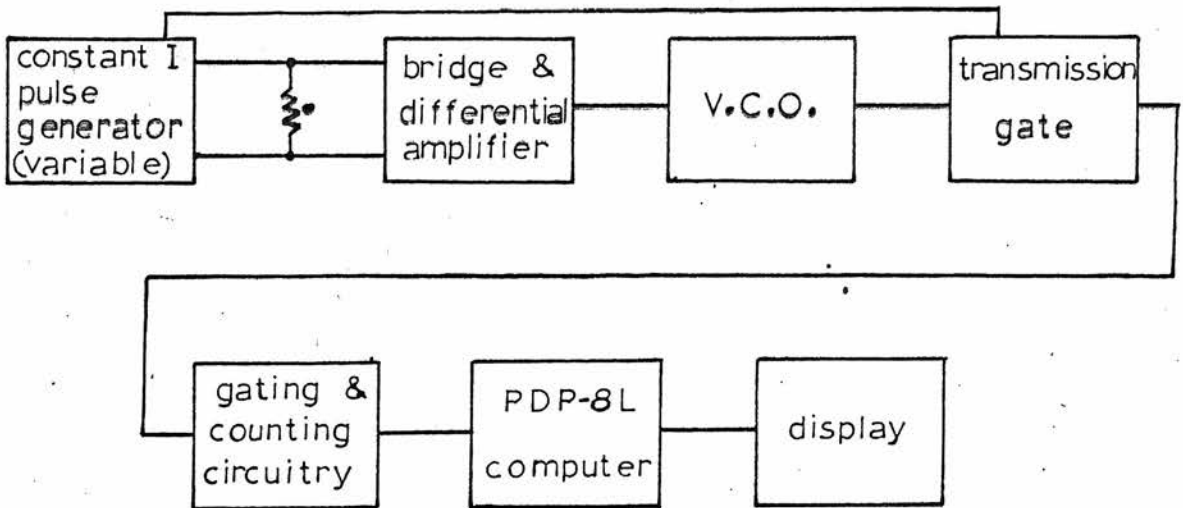 constant I
pulse
generator
(variable)
bridge &
differential
amplifier
V.C.O.
transmission
gate
gating &
counting
circuitry
PDP-8L
computer
display